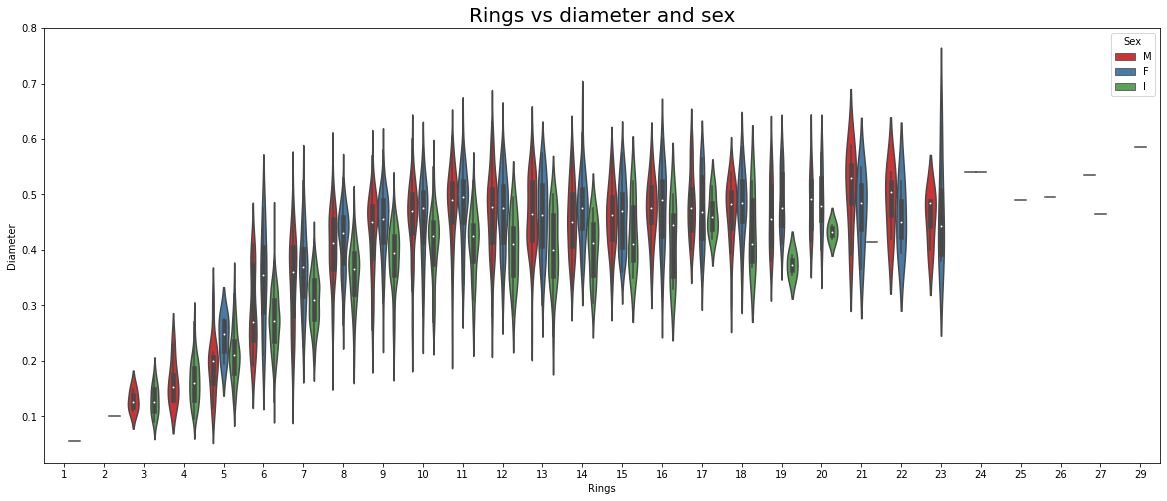 Rings vs diameter and sex
Sex
M
F
I
Diameter
0.8
0.7
0.6
0.5
0.4
0.3
0.2
0.1
1 2 3 4 5 6 7 8 9 10 11 12 13 14 15 16 17 18 19 20 21 22 23 24 25 26 27 29
Rings